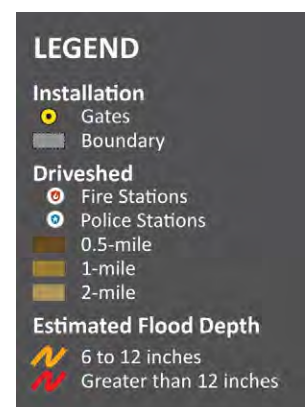 LEGEND
Installation
Gates
Boundary
Driveshed
Fire Stations
Police Stations
0.5-mile
1-mile
2-mile
Estimated Flood Depth
6 to 12 inches
Greater than 12 inches